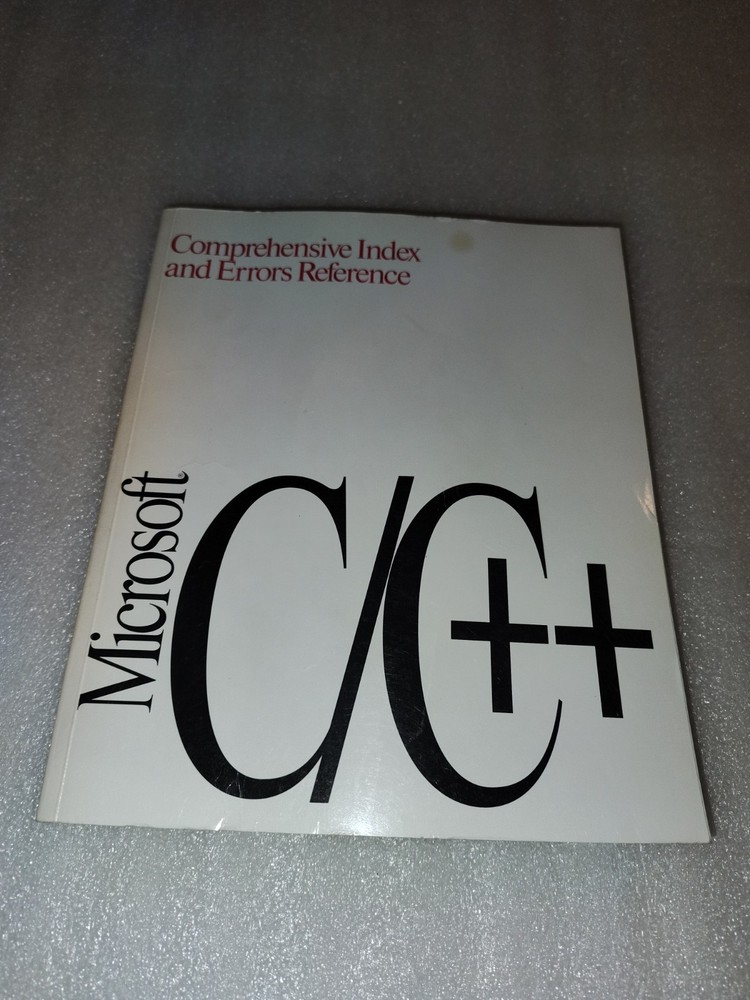 Comprehensive Index
and Errors Reference
Microsoft®
C/C++